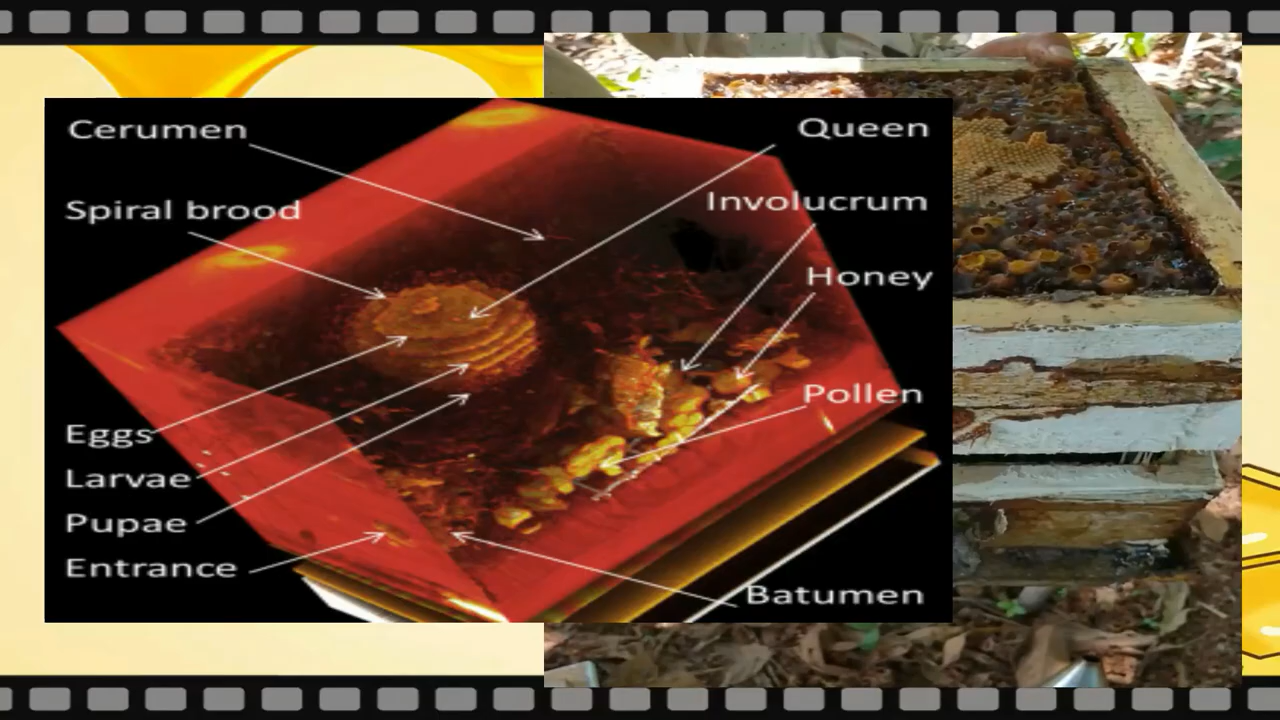 Cerumen
Queen
Spiral brood
Involucrum
Honey
Pollen
Eggs
Larvae
Pupae
Entrance
Batumen